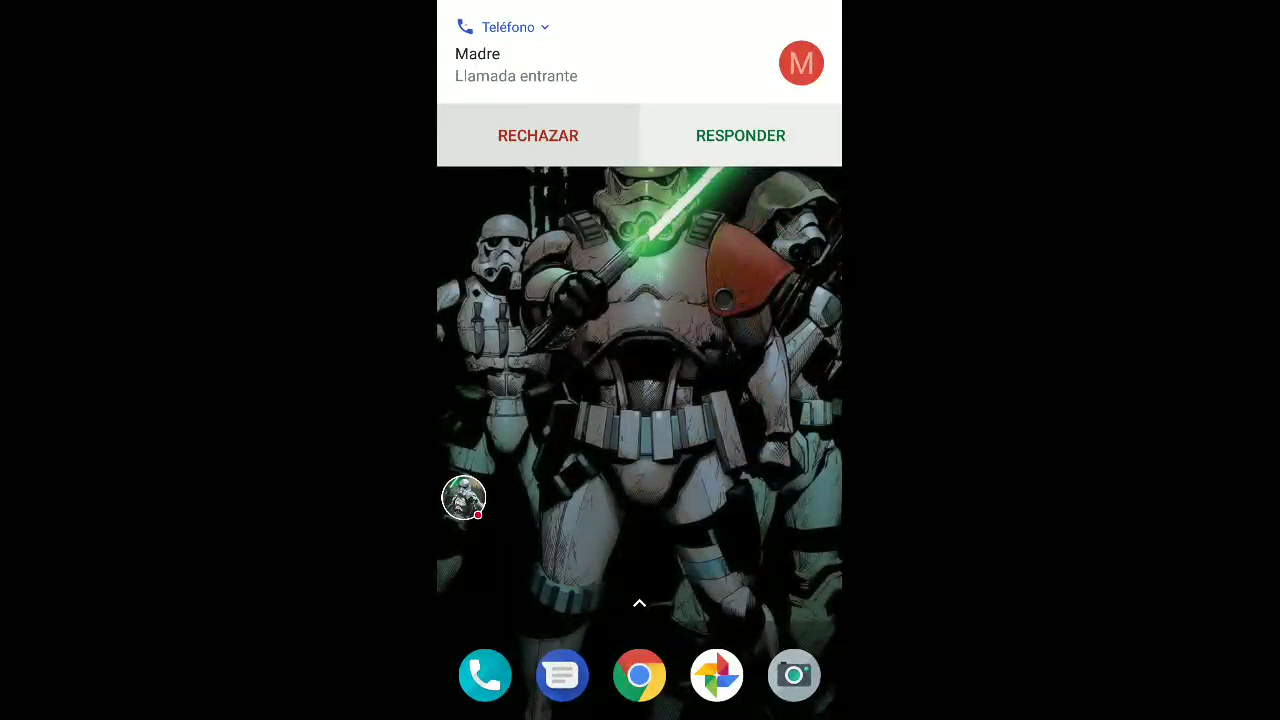 Teléfono
Madre
Llamada entrante
M
RECHAZAR
RESPONDER